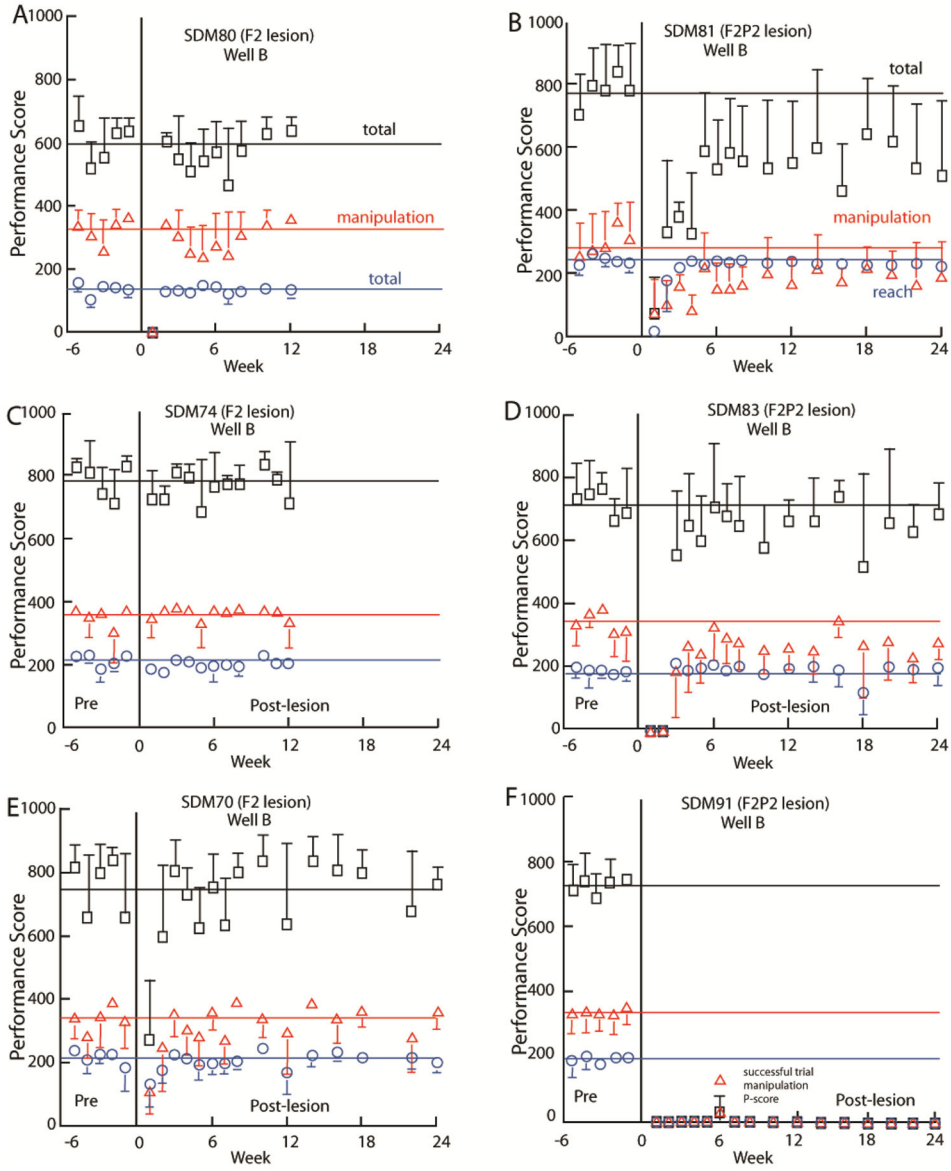 A
SDM80 (F2 lesion)
Well B
Performance Score
1000
800
600
400
200
0
total
manipulation
total
-6 0 6 12 18 24
Week
B
SDM81 (F2P2 lesion)
Well B
Performance Score
1000
800
600
400
200
0
total
manipulation
reach
-6 0 6 12 18 24
Week
C
SDM74 (F2 lesion)
Well B
Performance Score
1000
800
600
400
200
0
Pre
Post-lesion
-6 0 6 12 18 24
Week
D
SDM83 (F2P2 lesion)
Well B
Performance Score
1000
800
600
400
200
0
Pre
Post-lesion
-6 0 6 12 18 24
Week
E
SDM70 (F2 lesion)
Well B
Performance Score
1000
800
600
400
200
0
Pre
Post-lesion
-6 0 6 12 18 24
Week
F
SDM91 (F2P2 lesion)
Well B
Performance Score
1000
800
600
400
200
0
Pre
successful trial
manipulation
P-score
Post-lesion
-6 0 6 12 18 24
Week